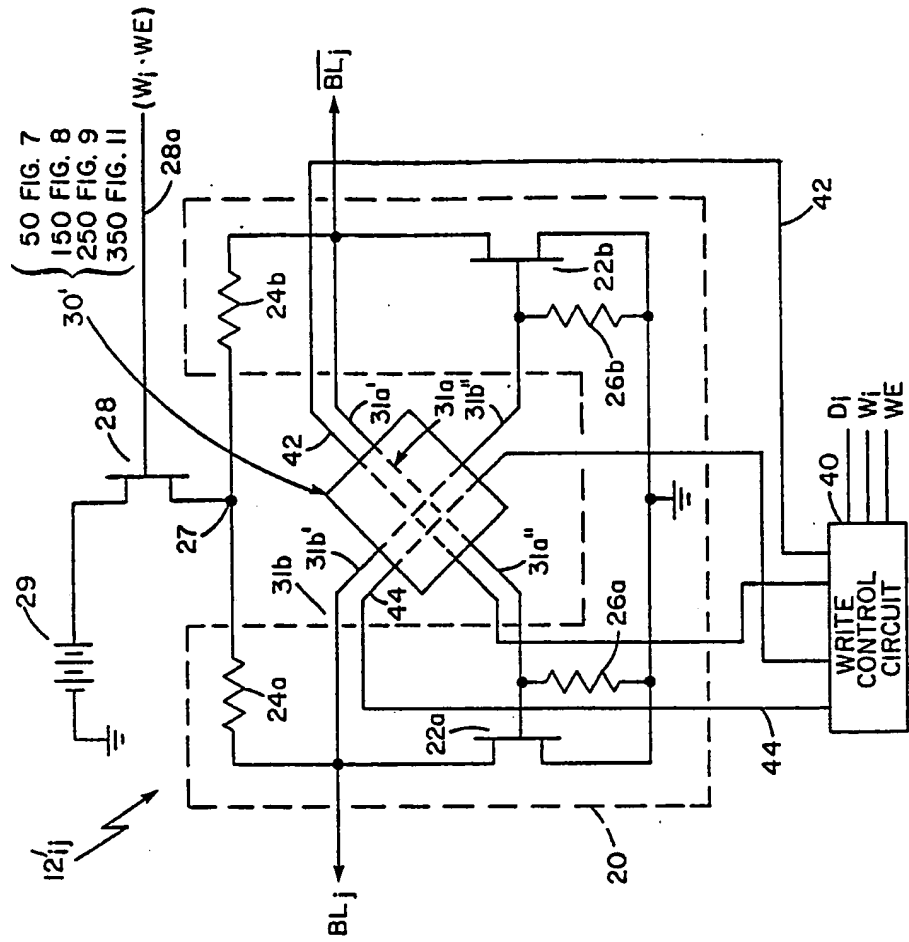 50 FIG. 7
150 FIG. 8
250 FIG. 9
350 FIG. 11
(Wi · WE)
28a
30'
28
27
29
12'ij
24a
24b
BLj
BLj
42
31a'
31a
31b"
31b'
31b
44
31a"
22a
22b
26a
26b
20
44
42
40
Di
Wi
WE
WRITE
CONTROL
CIRCUIT